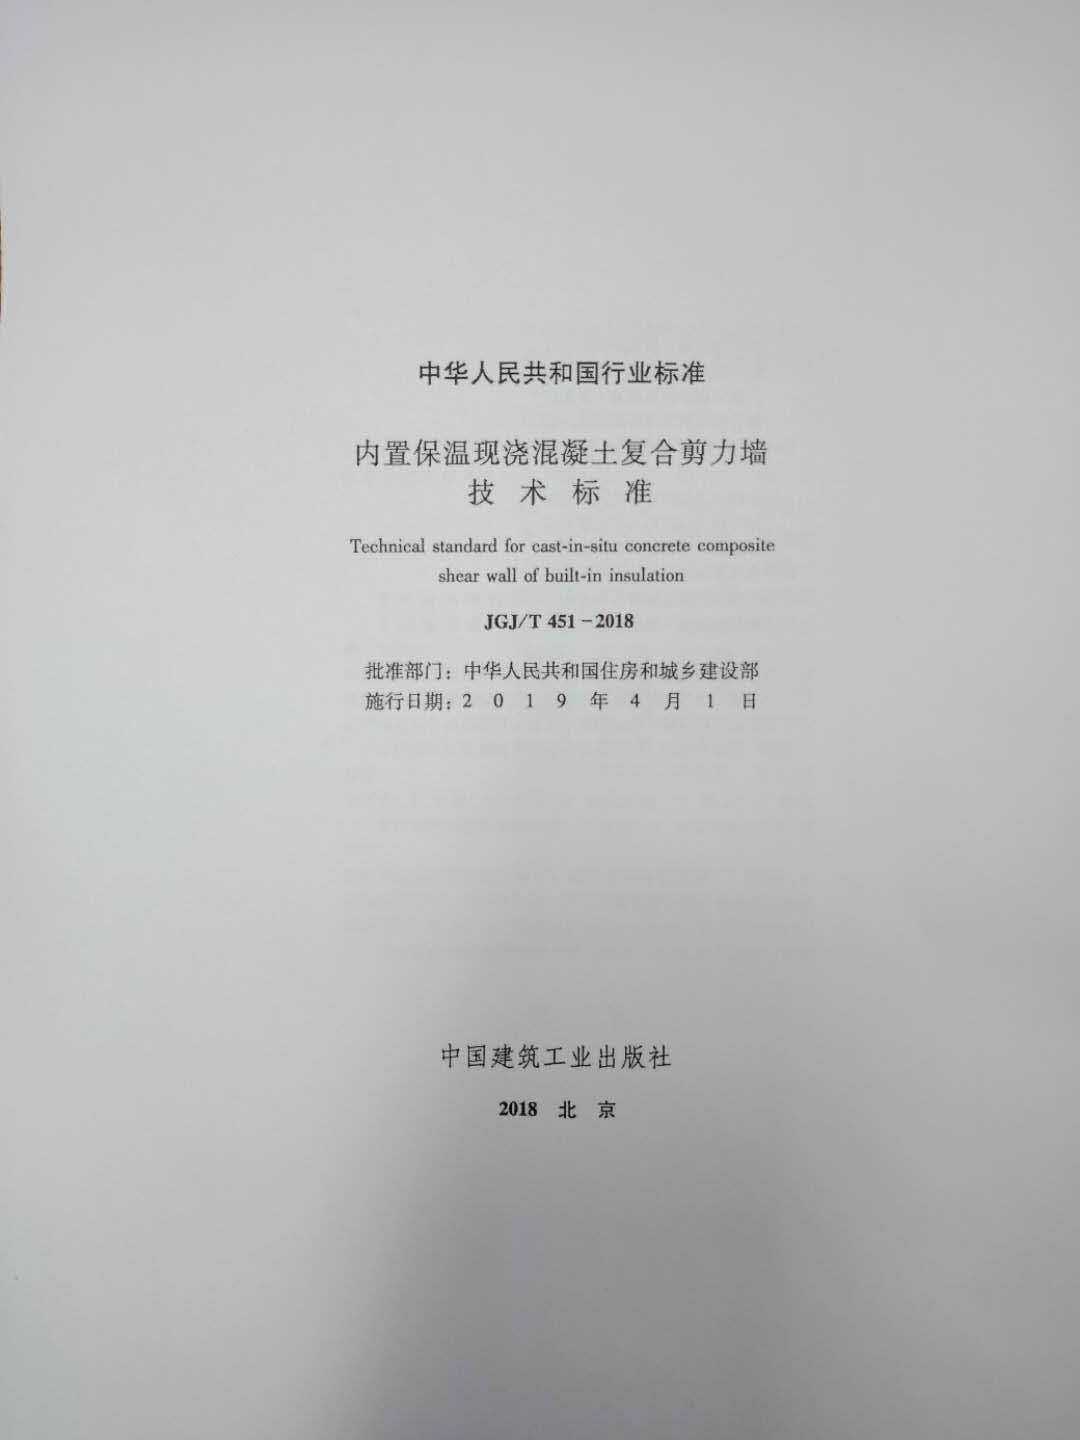 中华人民共和国行业标准
内置保温现浇混凝土复合剪力墙
技术标准
Technical standard for cast-in-situ concrete composite
shear wall of built-in insulation
JGJ/T 451－2018
批准部门：中华人民共和国住房和城乡建设部
施行日期：2019年4月1日
中国建筑工业出版社
2018 北 京